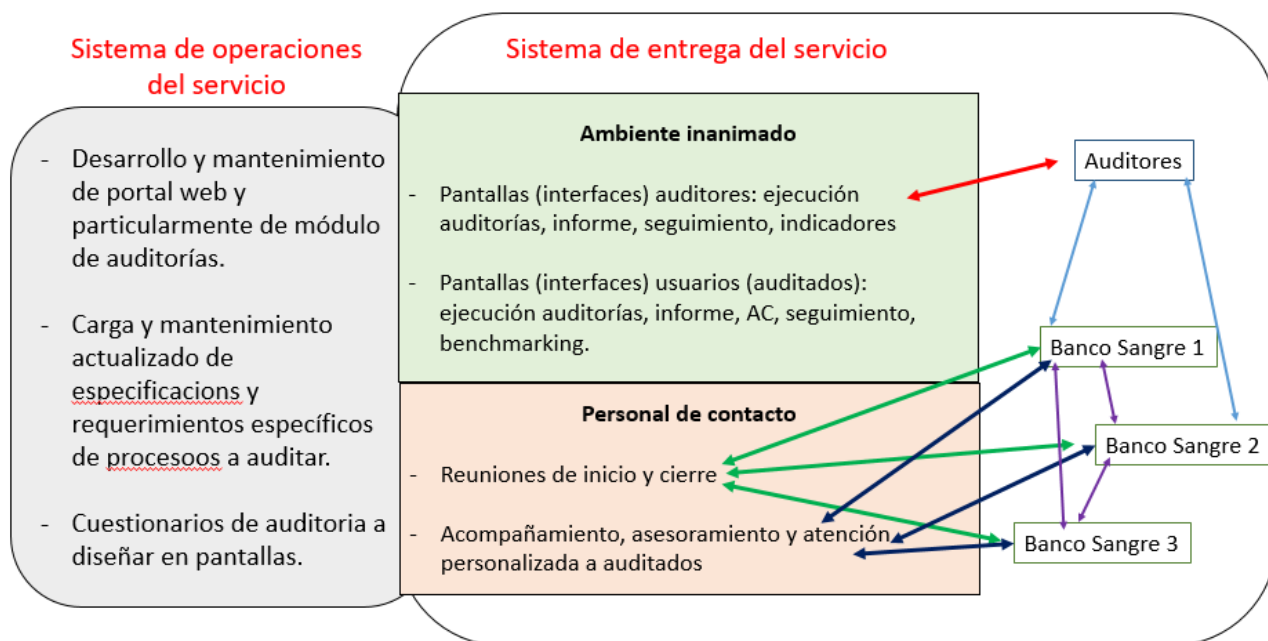 Sistema de operaciones
del servicio
- Desarrollo y mantenimiento
de portal web y
particularmente de módulo
de auditorías.
- Carga y mantenimiento
actualizado de
especificacions y
requerimientos específicos
de procesoos a auditar.
- Cuestionarios de auditoria a
diseñar en pantallas.
Sistema de entrega del servicio
Ambiente inanimado
- Pantallas (interfaces) auditores: ejecución
auditorías, informe, seguimiento, indicadores
- Pantallas (interfaces) usuarios (auditados):
ejecución auditorías, informe, AC, seguimiento,
benchmarking.
Personal de contacto
- Reuniones de inicio y cierre
- Acompañamiento, asesoramiento y atención
personalizada a auditados
Auditores
Banco Sangre 1
Banco Sangre 2
Banco Sangre 3